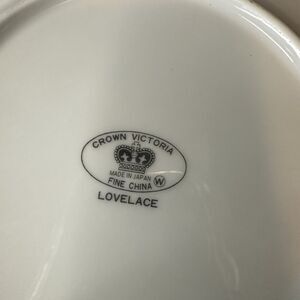 CROWN VICTORIA
MADE IN JAPAN
FINE CHINA W
LOVELACE